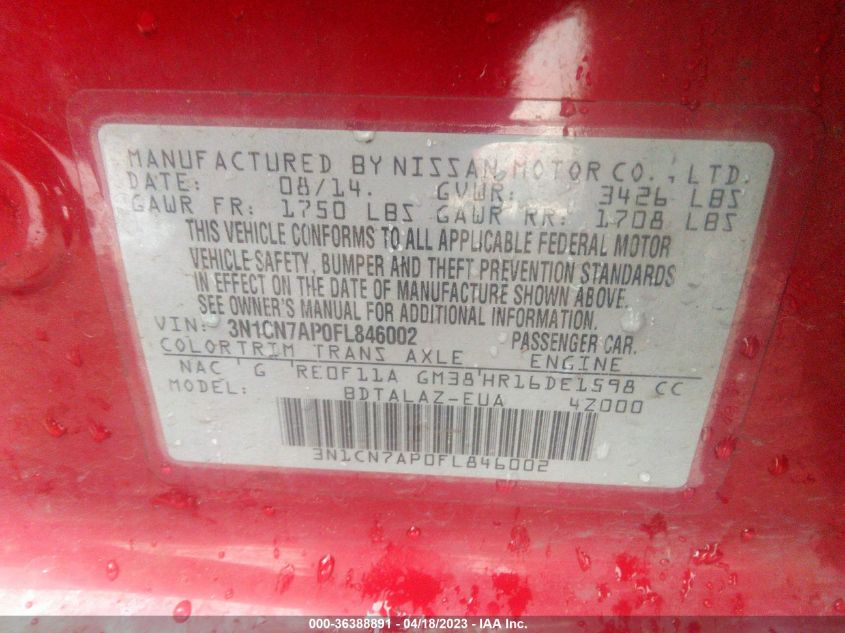 MANUFACTURED BY NISSAN MOTOR CO., LTD.
DATE: 08/14. GVWR: 3426 LBS
GAWR FR: 1750 LBS GAWR RR: 1708 LBS
THIS VEHICLE CONFORMS TO ALL APPLICABLE FEDERAL MOTOR
VEHICLE SAFETY, BUMPER AND THEFT PREVENTION STANDARDS
IN EFFECT ON THE DATE OF MANUFACTURE SHOWN ABOVE.
SEE OWNER'S MANUAL FOR ADDITIONAL INFORMATION.
VIN: 3N1CN7AP0FL846002 PASSENGER CAR.
COLORTRIM TRANS AXLE ENGINE
NAC ' G 'RE0F11A GM38'HR16DE1598 CC
MODEL: BDTALAZ-EUA 4Z000
3N1CN7AP0FL846002
000-36388891 - 04/18/2023 - IAA Inc.